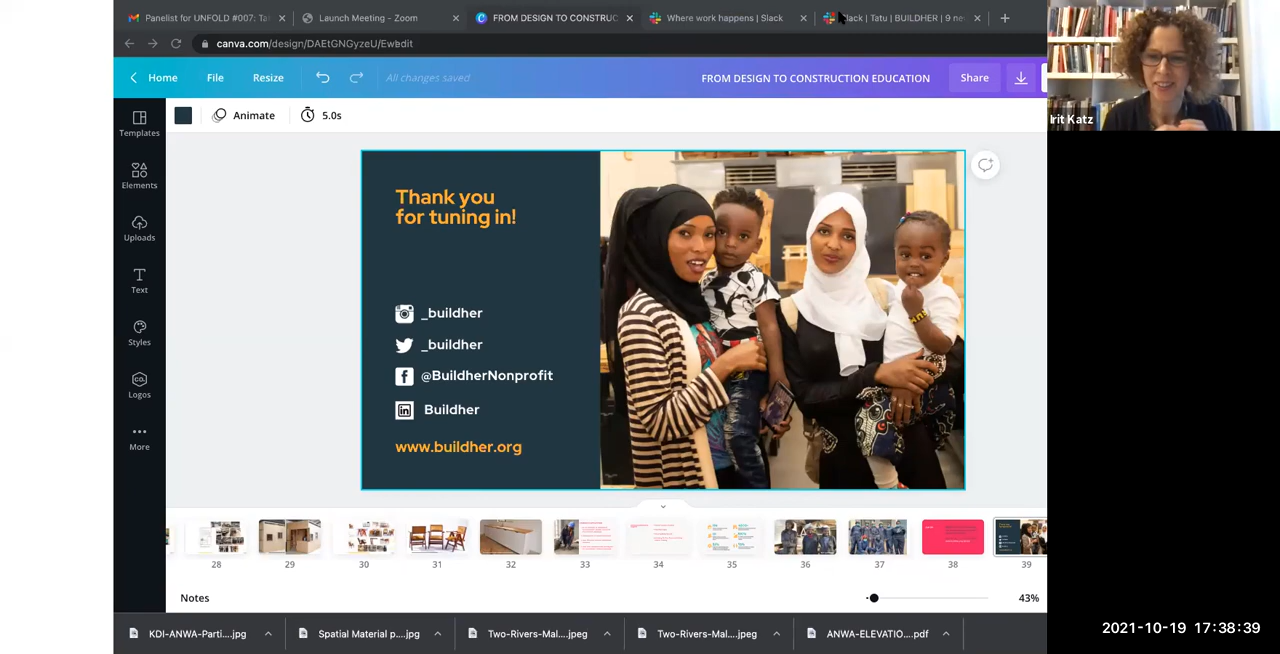 Panelist for UNFOLD #007: Tan
Launch Meeting - Zoom
FROM DESIGN TO CONSTRUC
Where work happens | Slack
Slack | Tatu | BUILDHER | 9 ne
canva.com/design/DAEtGNGyzeU/
Home
File
Resize
All changes saved
FROM DESIGN TO CONSTRUCTION EDUCATION
Share
Irit Katz
Animate
5.0s
Templates
Elements
Uploads
Text
Styles
CO.
Logos
More
Thank you
for tuning in!
_buildher
_buildher
@BuildherNonprofit
Buildher
www.buildher.org
28
29
30
31
32
33
34
35
36
37
38
39
Notes
43%
KDI-ANWA-Parti....jpg
Spatial Material p....jpg
Two-Rivers-Mal....jpeg
Two-Rivers-Mal....jpeg
ANWA-ELEVATIO....pdf
2021-10-19 17:38:39